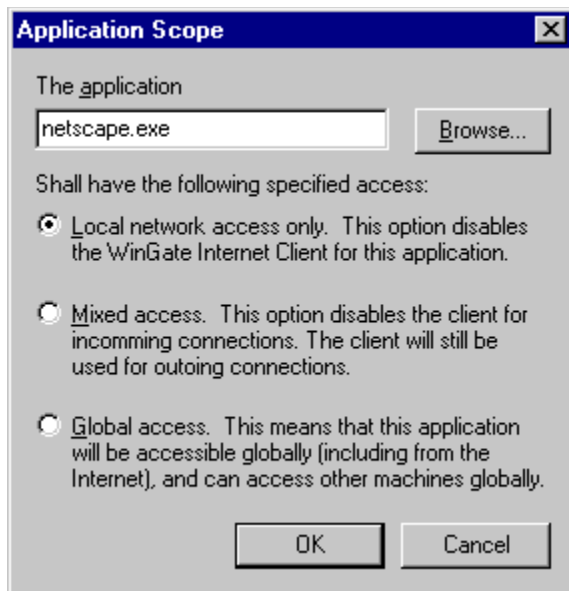 Application Scope
The application
netscape.exe
Browse...
Shall have the following specified access:
Local network access only.  This option disables
the WinGate Internet Client for this application.
Mixed access.  This option disables the client for
incomming connections. The client will still be
used for outoing connections.
Global access.  This means that this application
will be accessible globally (including from the
Internet), and can access other machines globally.
OK
Cancel